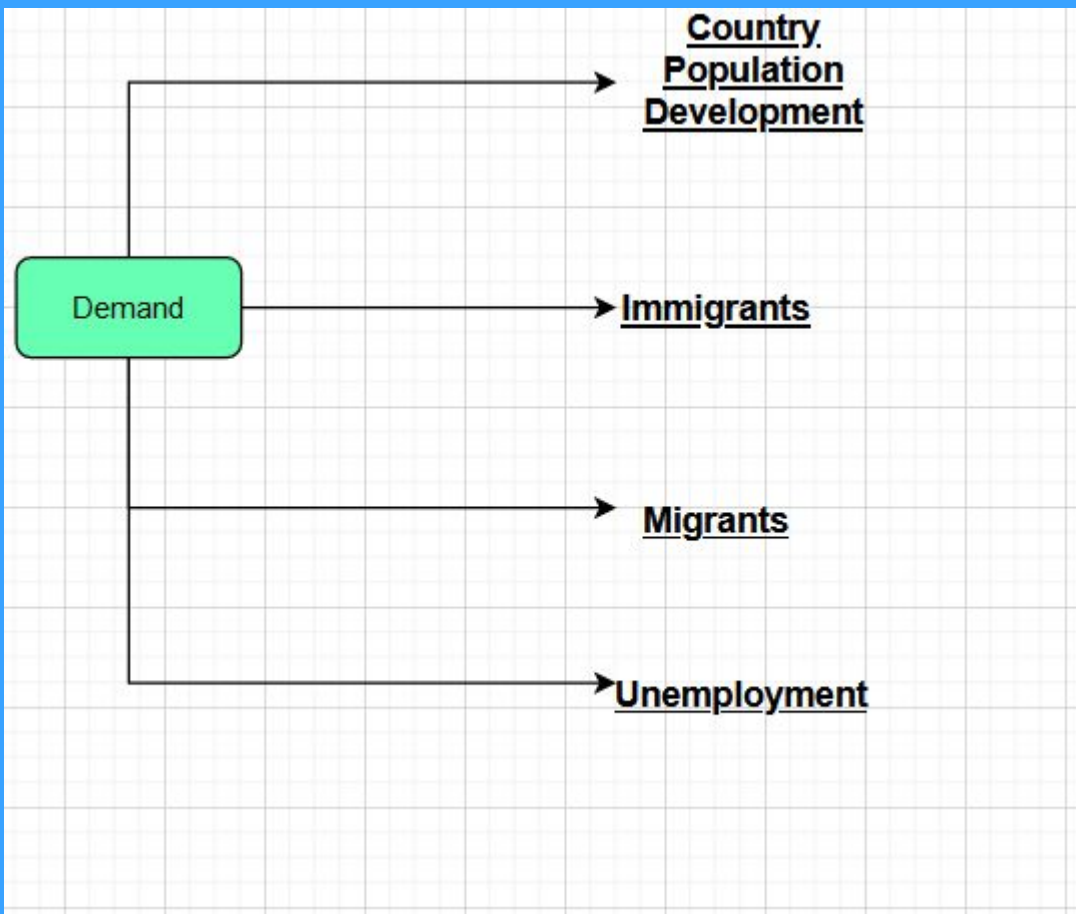 Country
Population
Development
Demand
Immigrants
Migrants
Unemployment